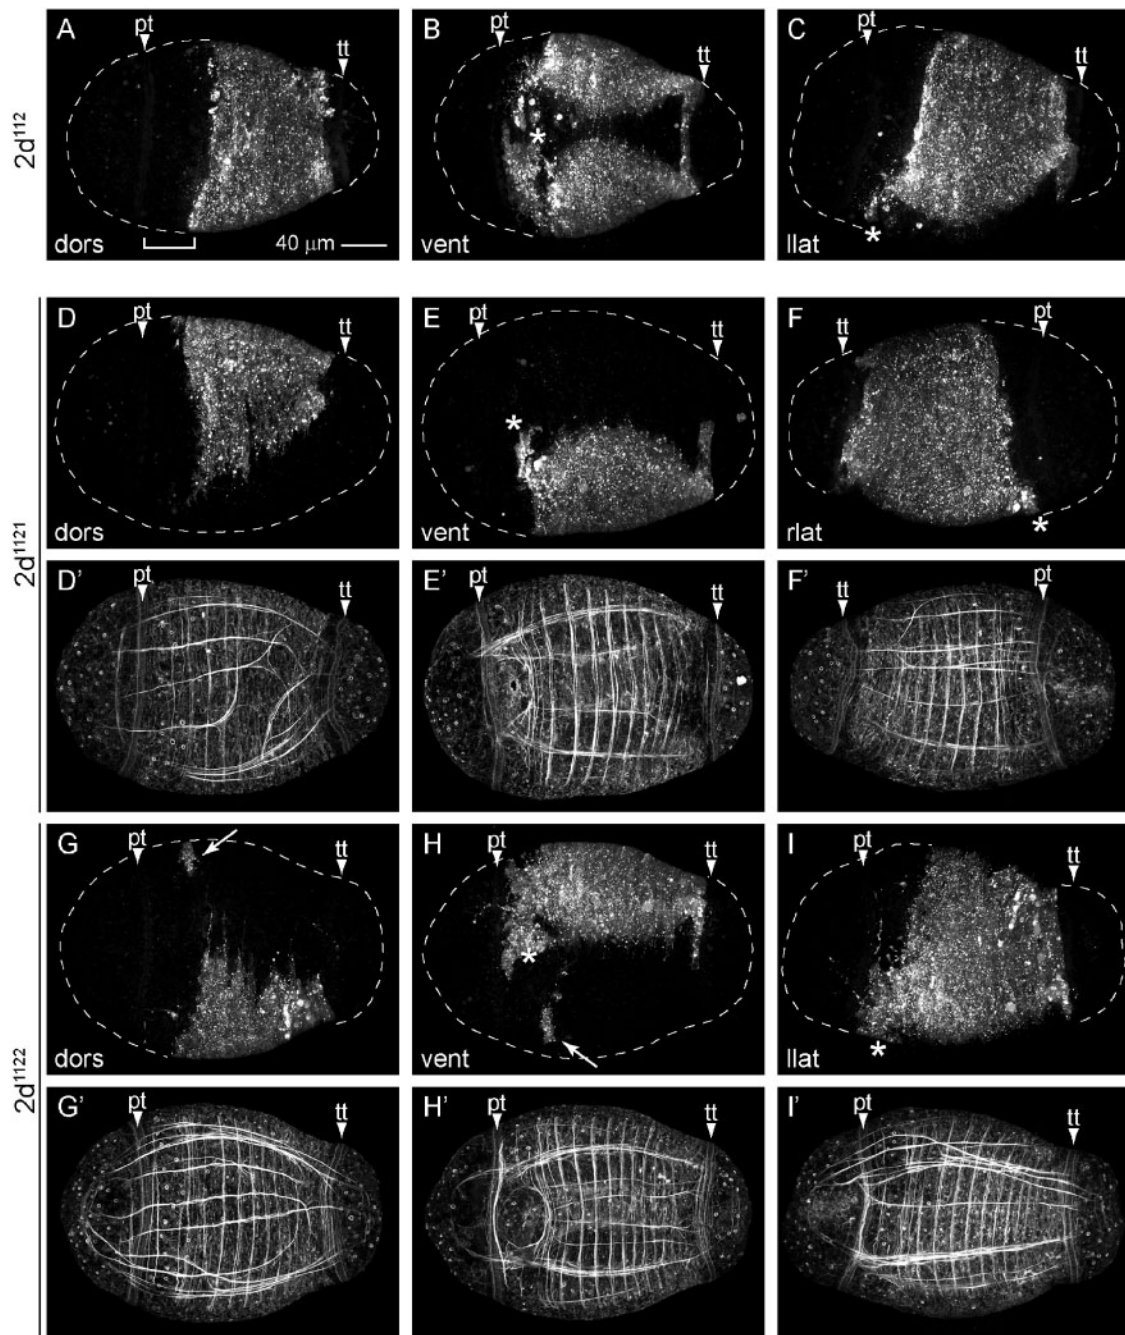 2d112
A pt tt dors 40 μm
B pt tt vent *
C pt tt llat *
2d1121
D pt tt dors
E pt tt vent *
F tt pt rlat *
D' pt tt
E' pt tt
F' tt pt
2d1122
G pt tt dors
H pt tt vent *
I pt tt llat *
G' pt tt
H' pt tt
I' pt tt